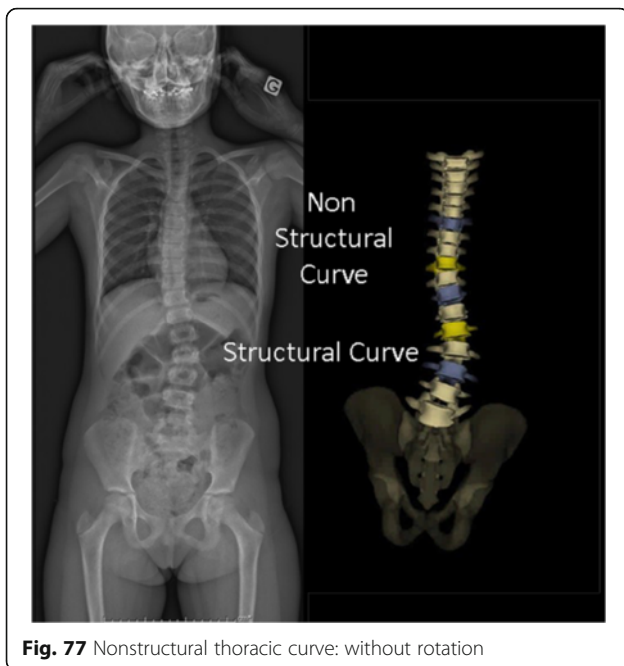 G
Non
Structural
Curve
Structural Curve
Fig. 77 Nonstructural thoracic curve: without rotation